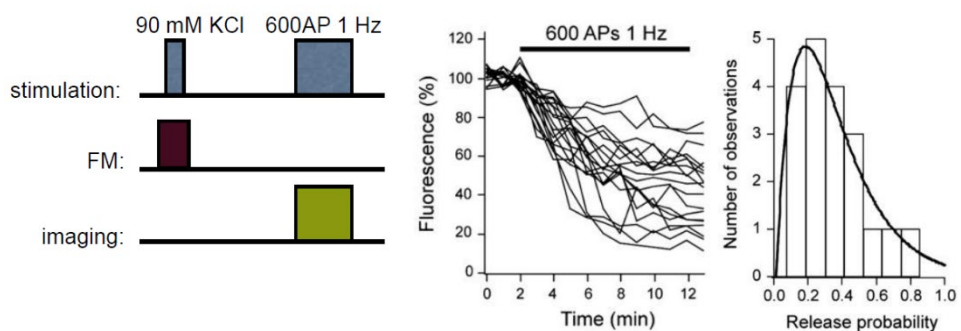 90 mM KCl 600AP 1 Hz
stimulation:
FM:
imaging:
600 APs 1 Hz
Fluorescence (%)
120
100
80
60
40
20
0
0 2 4 6 8 10 12
Time (min)
Number of observations
5
4
3
2
1
0
0.0 0.2 0.4 0.6 0.8 1.0
Release probability